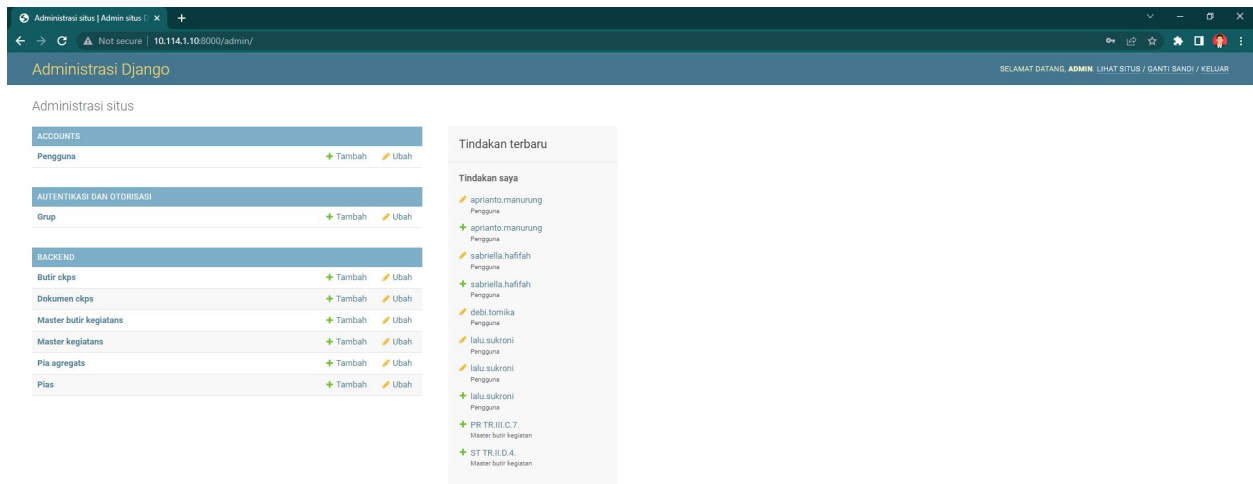 Administrasi situs | Admin situs D
Not secure | 10.114.1.10:8000/admin/
Administrasi Django
SELAMAT DATANG, ADMIN. LIHAT SITUS / GANTI SANDI / KELUAR
Administrasi situs
ACCOUNTS
Pengguna Tambah Ubah
AUTENTIKASI DAN OTORISASI
Grup Tambah Ubah
BACKEND
Butir ckps Tambah Ubah
Dokumen ckps Tambah Ubah
Master butir kegiatans Tambah Ubah
Master kegiatans Tambah Ubah
Pia agregats Tambah Ubah
Pias Tambah Ubah
Tindakan terbaru
Tindakan saya
aprianto.manurung
Pengguna
aprianto.manurung
Pengguna
sabriella.hafifah
Pengguna
sabriella.hafifah
Pengguna
debi.tomika
Pengguna
lalu.sukroni
Pengguna
lalu.sukroni
Pengguna
lalu.sukroni
Pengguna
PR TR.III.C.7.
Master butir kegiatan
ST TR.II.D.4.
Master butir kegiatan